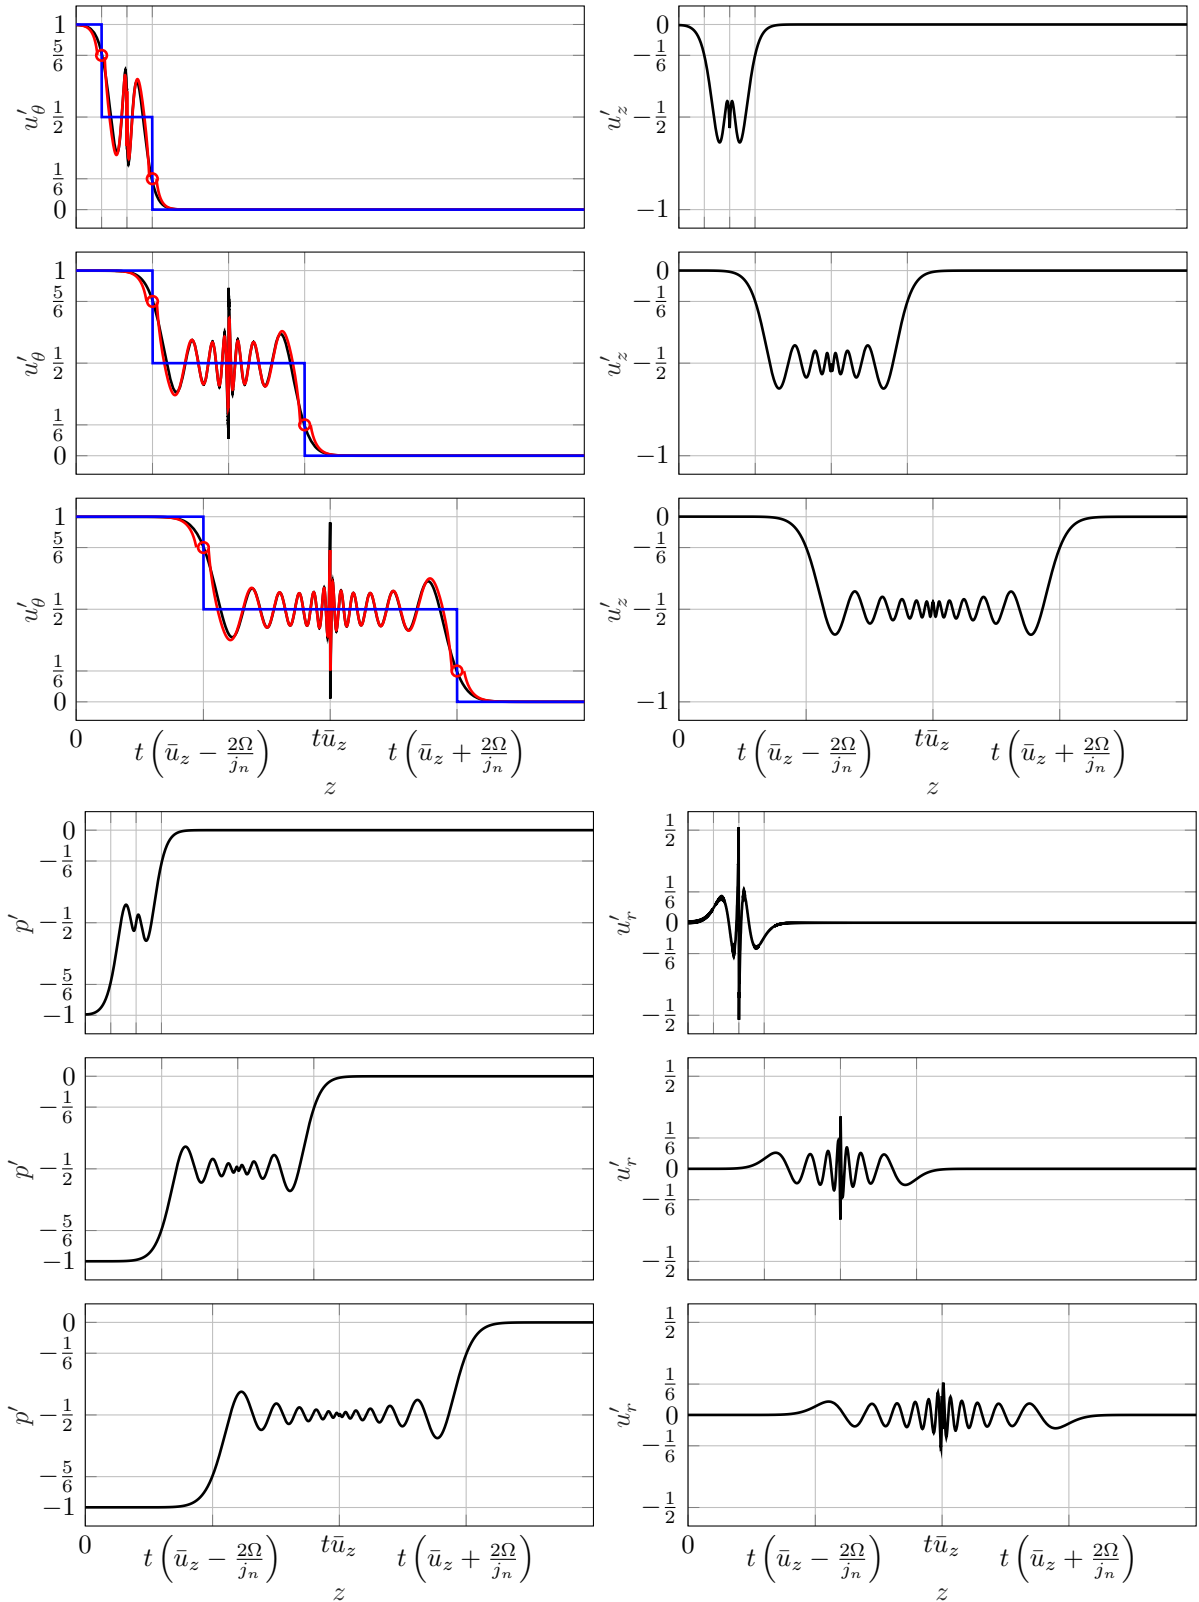 1
5/6
u′_θ 1/2
1/6
0
0
−1/6
u′_z −1/2
−1
1
5/6
u′_θ 1/2
1/6
0
0
−1/6
u′_z −1/2
−1
1
5/6
u′_θ 1/2
1/6
0
0
−1/6
u′_z −1/2
−1
0 t(ū_z − 2Ω/j_n) tū_z t(ū_z + 2Ω/j_n)
z
0 t(ū_z − 2Ω/j_n) tū_z t(ū_z + 2Ω/j_n)
z
0
−1/6
p′ −1/2
−5/6
−1
1/2
1/6
u′_r 0
−1/6
−1/2
0
−1/6
p′ −1/2
−5/6
−1
1/2
1/6
u′_r 0
−1/6
−1/2
0
−1/6
p′ −1/2
−5/6
−1
1/2
1/6
u′_r 0
−1/6
−1/2
0 t(ū_z − 2Ω/j_n) tū_z t(ū_z + 2Ω/j_n)
z
t(ū_z − 2Ω/j_n) tū_z t(ū_z + 2Ω/j_n)
z